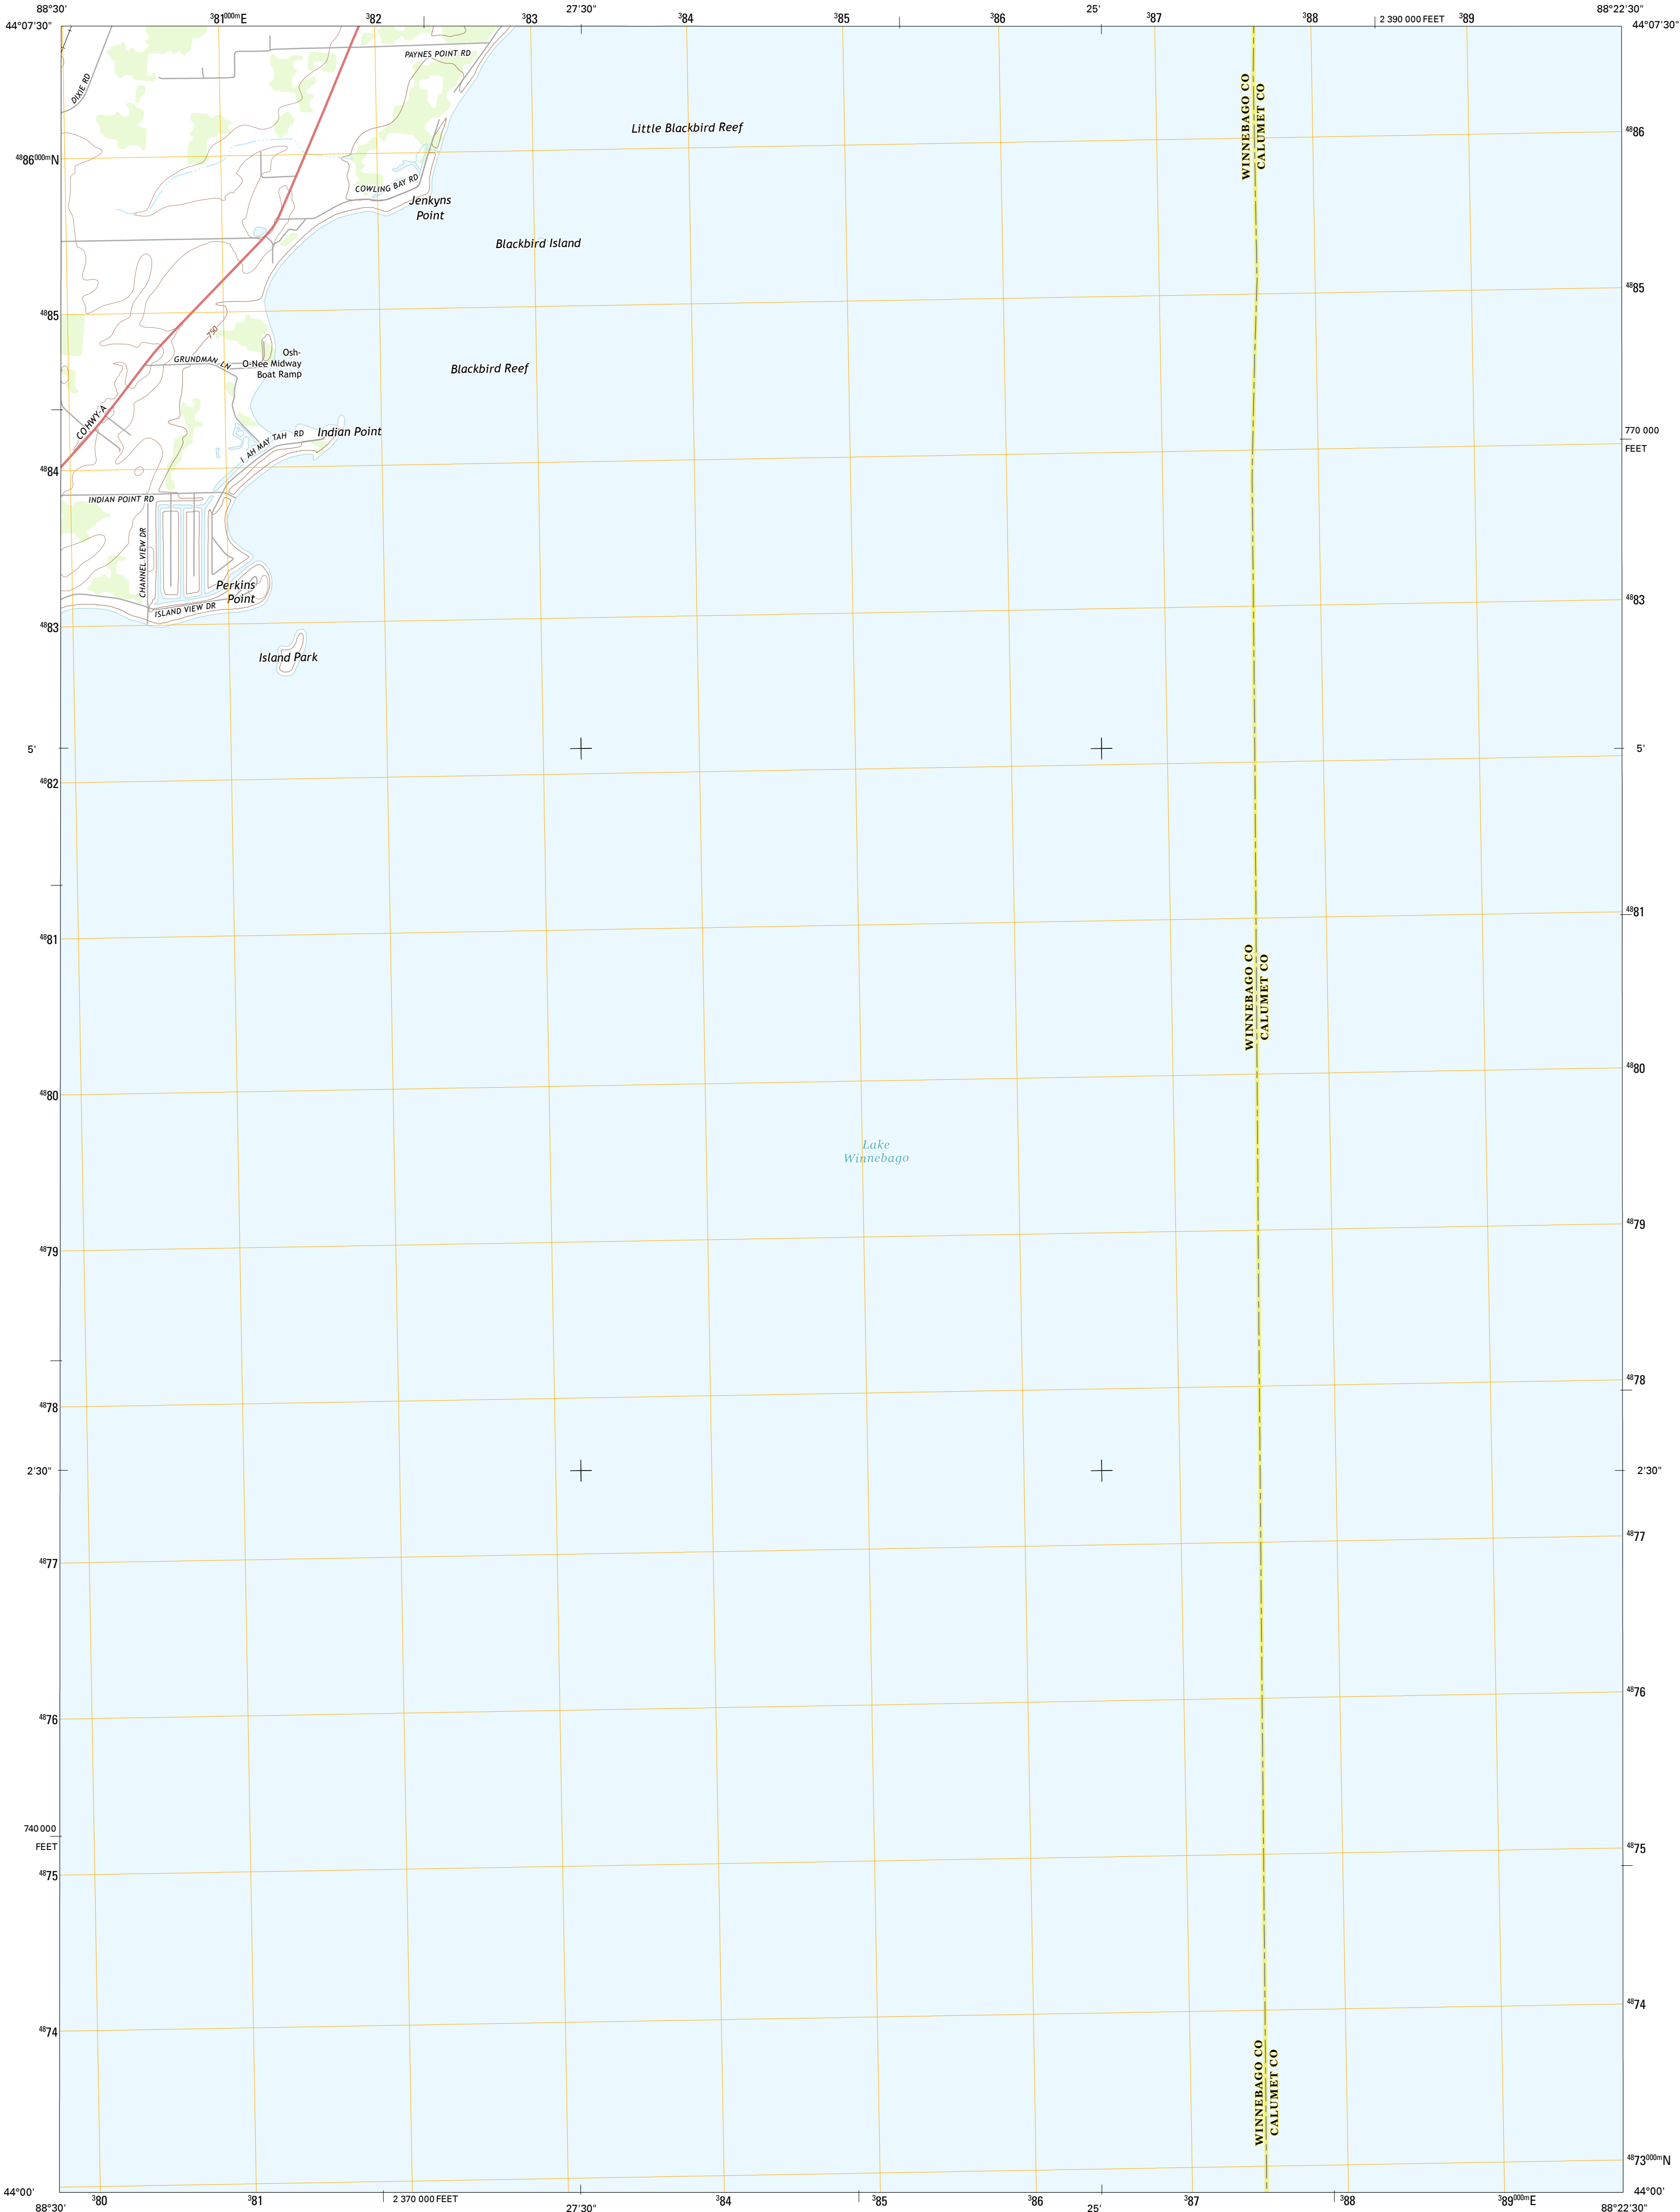 88°30' ³81⁰⁰⁰ᵐE ³82 ³83 27'30" ³84 ³85 ³86 25' ³87 ³88 2 390 000 FEET ³89 88°22'30"
44°07'30" 44°07'30"
PAYNES POINT RD
DIXIE RD
WINNEBAGO CO
CALUMET CO
Little Blackbird Reef
⁴⁸86
⁴⁸86⁰⁰⁰ᵐN
COWLING BAY RD
Jenkyns
Point
Blackbird Island
⁴⁸85
⁴⁸85
750
Osh-
O-Nee Midway
Boat Ramp
GRUNDMAN LN
Blackbird Reef
COHWY-A
Indian Point
I AH MAY TAH RD
770 000
FEET
⁴⁸84
INDIAN POINT RD
CHANNEL VIEW DR
Perkins
Point
ISLAND VIEW DR
⁴⁸83
⁴⁸83
Island Park
5' 5'
⁴⁸82
⁴⁸81
⁴⁸81
WINNEBAGO CO
CALUMET CO
⁴⁸80
⁴⁸80
Lake
Winnebago
⁴⁸79
⁴⁸79
⁴⁸78
⁴⁸78
2'30" 2'30"
⁴⁸77
⁴⁸77
⁴⁸76
⁴⁸76
740 000
FEET
⁴⁸75
⁴⁸75
⁴⁸74
⁴⁸74
WINNEBAGO CO
CALUMET CO
⁴⁸73⁰⁰⁰ᵐN
44°00' 44°00'
88°30' ³80 ³81 2 370 000 FEET 27'30" ³84 ³85 ³86 25' ³87 ³88 ³89⁰⁰⁰ᵐE 88°22'30"